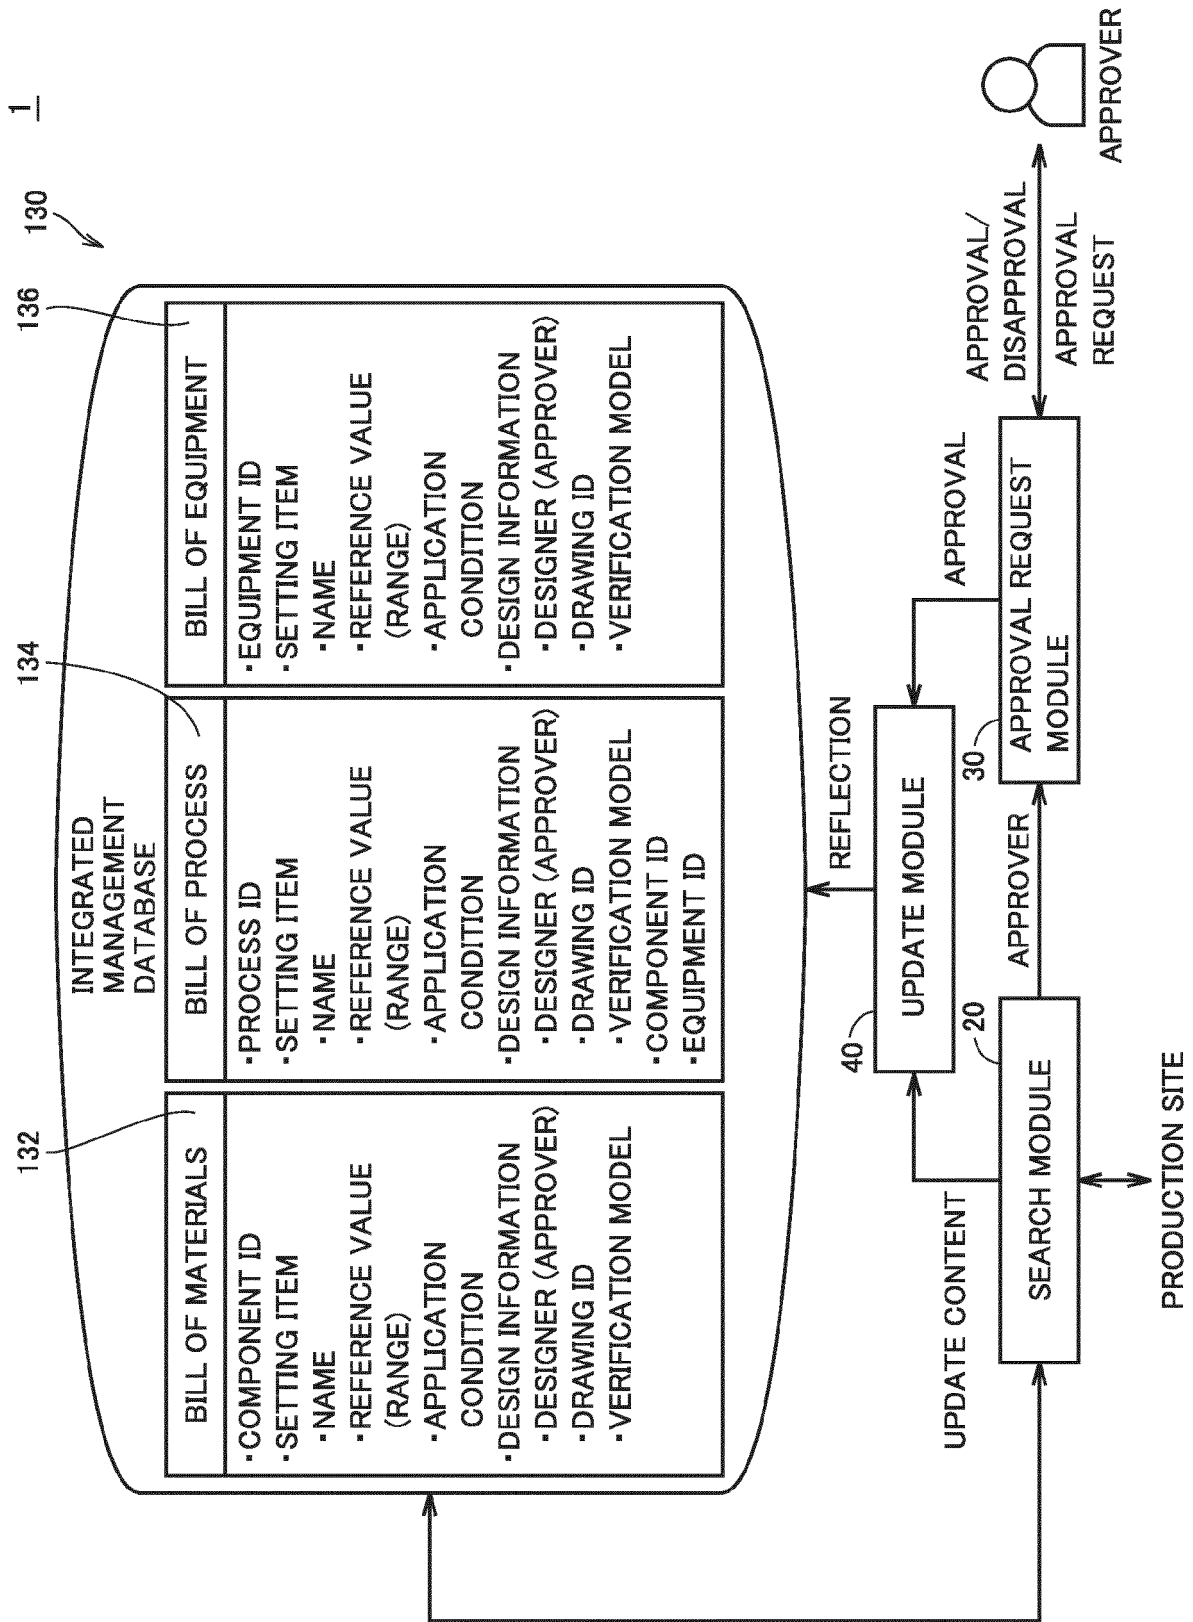 1
130
INTEGRATED
MANAGEMENT
DATABASE
132
BILL OF MATERIALS
・COMPONENT ID
・SETTING ITEM
・NAME
・REFERENCE VALUE
(RANGE)
・APPLICATION
CONDITION
・DESIGN INFORMATION
・DESIGNER (APPROVER)
・DRAWING ID
・VERIFICATION MODEL
134
BILL OF PROCESS
・PROCESS ID
・SETTING ITEM
・NAME
・REFERENCE VALUE
(RANGE)
・APPLICATION
CONDITION
・DESIGN INFORMATION
・DESIGNER (APPROVER)
・DRAWING ID
・VERIFICATION MODEL
・COMPONENT ID
・EQUIPMENT ID
136
BILL OF EQUIPMENT
・EQUIPMENT ID
・SETTING ITEM
・NAME
・REFERENCE VALUE
(RANGE)
・APPLICATION
CONDITION
・DESIGN INFORMATION
・DESIGNER (APPROVER)
・DRAWING ID
・VERIFICATION MODEL
REFLECTION
40
UPDATE MODULE
UPDATE CONTENT
APPROVAL
20
SEARCH MODULE
APPROVER
30
APPROVAL REQUEST
MODULE
APPROVAL/
DISAPPROVAL
APPROVAL
REQUEST
APPROVER
PRODUCTION SITE